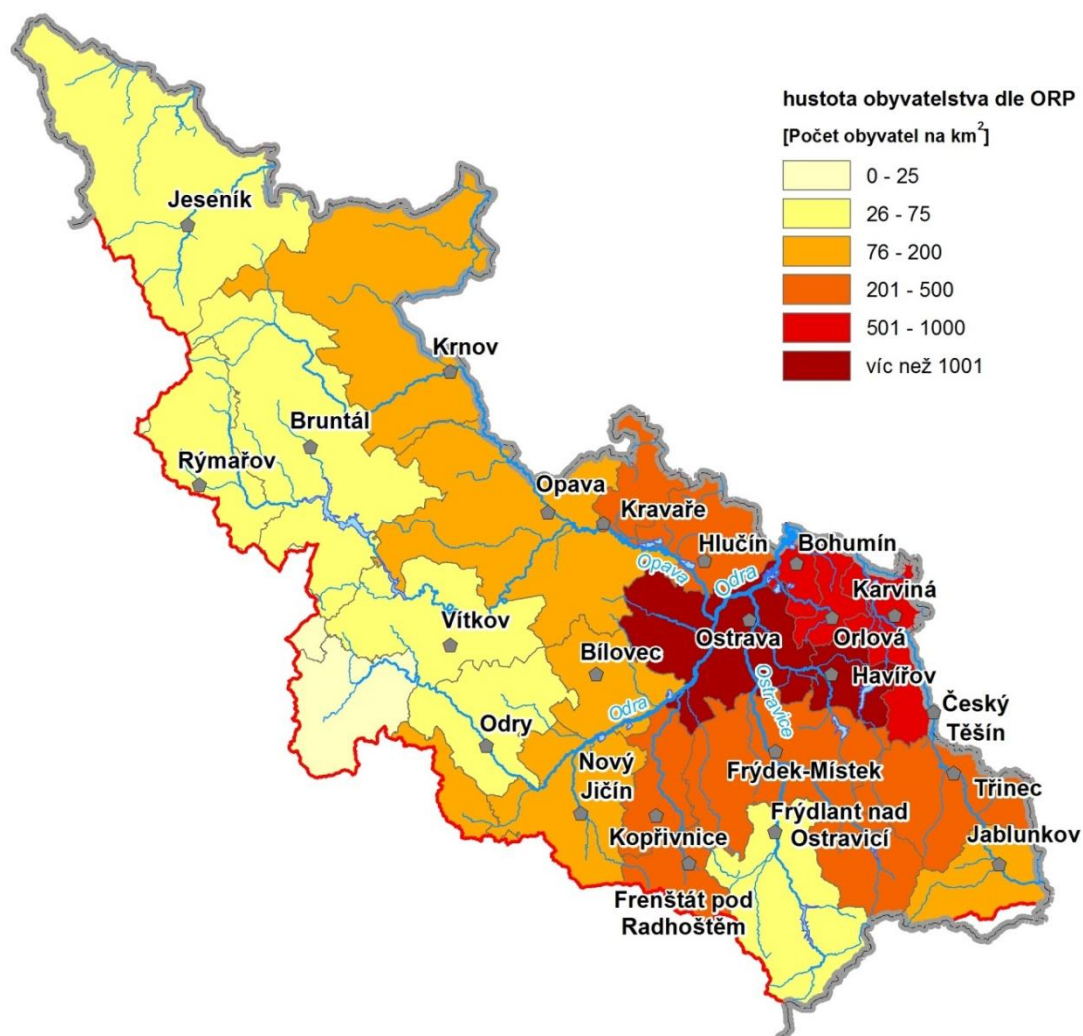 hustota obyvatelstva dle ORP
[Počet obyvatel na km²]
0 - 25
26 - 75
76 - 200
201 - 500
501 - 1000
víc než 1001
Jeseník
Krnov
Bruntál
Rýmařov
Opava
Kravaře
Hlučín
Bohumín
Opava
Odra
Karviná
Vítkov
Ostrava
Orlová
Bílovec
Havířov
Ostravice
Odra
Český
Těšín
Odry
Nový
Jičín
Frýdek-Místek
Třinec
Frýdlant nad
Ostravicí
Kopřivnice
Jablunkov
Frenštát pod
Radhoštěm